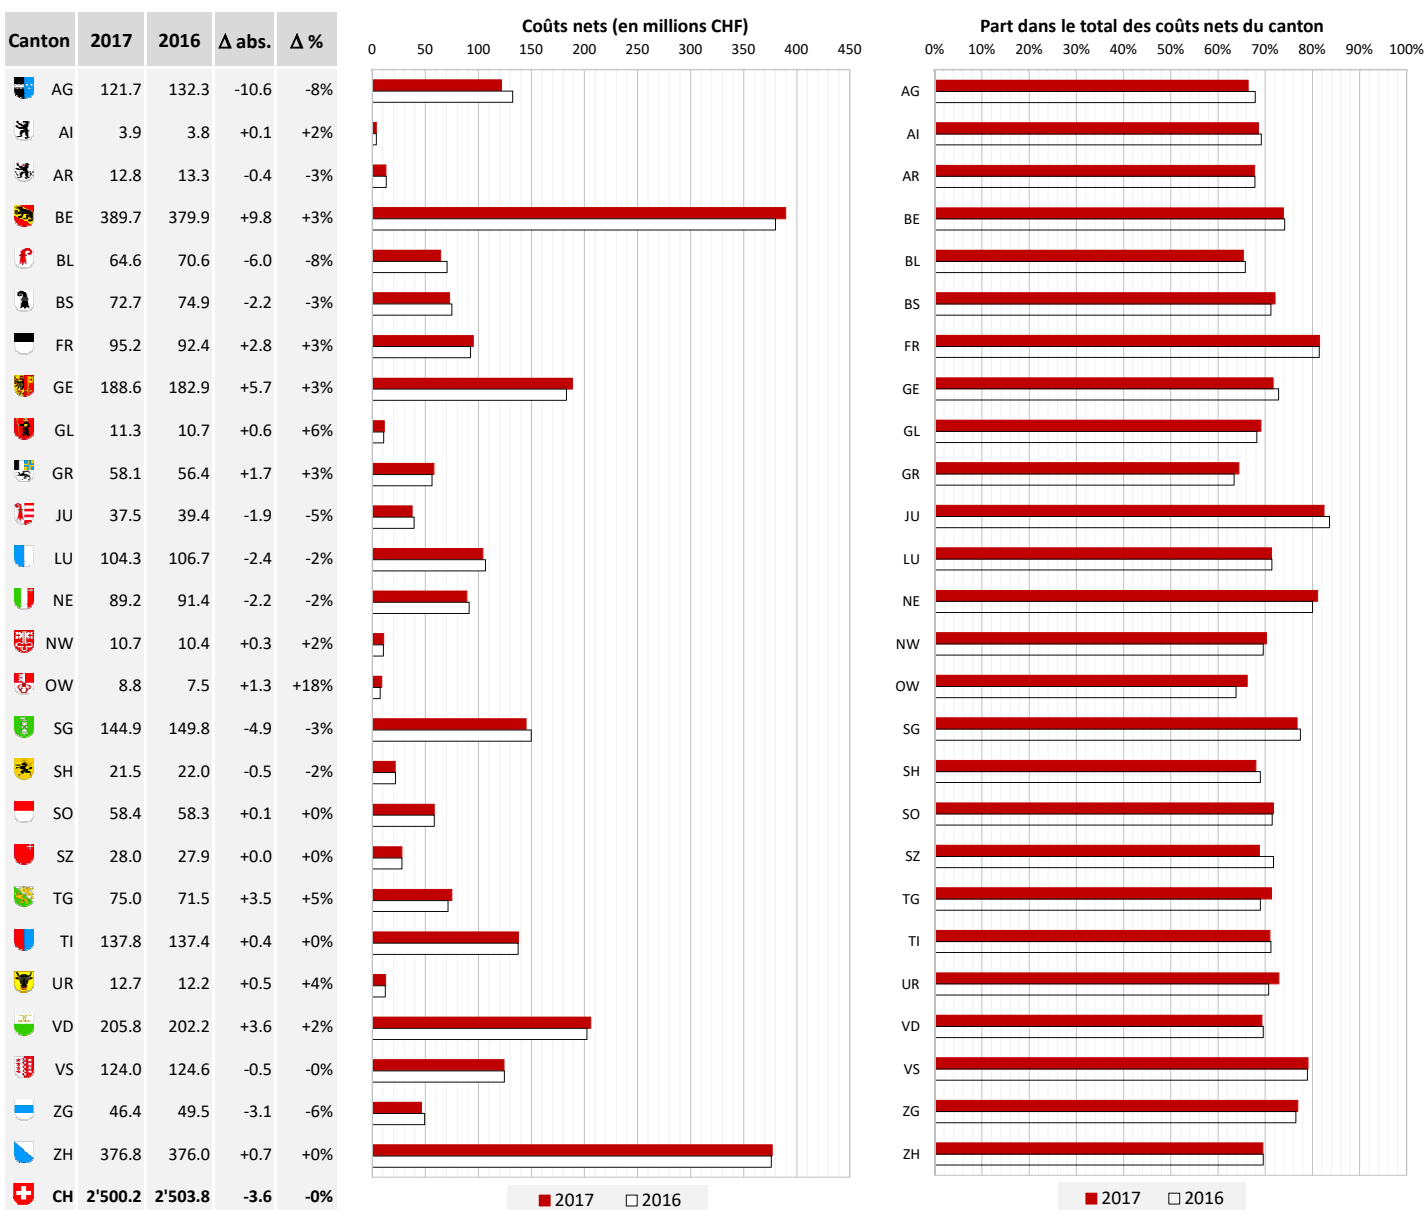 Canton 2017 2016 Δ abs. Δ %
AG 121.7 132.3 -10.6 -8%
AI 3.9 3.8 +0.1 +2%
AR 12.8 13.3 -0.4 -3%
BE 389.7 379.9 +9.8 +3%
BL 64.6 70.6 -6.0 -8%
BS 72.7 74.9 -2.2 -3%
FR 95.2 92.4 +2.8 +3%
GE 188.6 182.9 +5.7 +3%
GL 11.3 10.7 +0.6 +6%
GR 58.1 56.4 +1.7 +3%
JU 37.5 39.4 -1.9 -5%
LU 104.3 106.7 -2.4 -2%
NE 89.2 91.4 -2.2 -2%
NW 10.7 10.4 +0.3 +2%
OW 8.8 7.5 +1.3 +18%
SG 144.9 149.8 -4.9 -3%
SH 21.5 22.0 -0.5 -2%
SO 58.4 58.3 +0.1 +0%
SZ 28.0 27.9 +0.0 +0%
TG 75.0 71.5 +3.5 +5%
TI 137.8 137.4 +0.4 +0%
UR 12.7 12.2 +0.5 +4%
VD 205.8 202.2 +3.6 +2%
VS 124.0 124.6 -0.5 -0%
ZG 46.4 49.5 -3.1 -6%
ZH 376.8 376.0 +0.7 +0%
CH 2'500.2 2'503.8 -3.6 -0%
Coûts nets (en millions CHF)
0 50 100 150 200 250 300 350 400 450
2017 2016
Part dans le total des coûts nets du canton
0% 10% 20% 30% 40% 50% 60% 70% 80% 90% 100%
AG
AI
AR
BE
BL
BS
FR
GE
GL
GR
JU
LU
NE
NW
OW
SG
SH
SO
SZ
TG
TI
UR
VD
VS
ZG
ZH
2017 2016